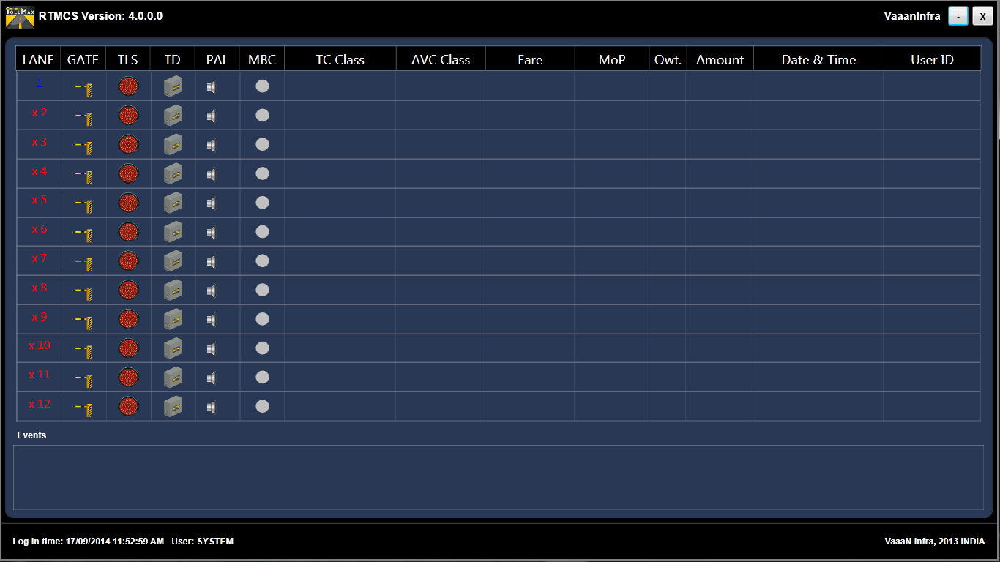 TOLLMAX RTMCS Version: 4.0.0.0 VaaanInfra - X
LANE GATE TLS TD PAL MBC TC Class AVC Class Fare MoP Owt. Amount Date & Time User ID
1
x 2
x 3
x 4
x 5
x 6
x 7
x 8
x 9
x 10
x 11
x 12
Events
Log in time: 17/09/2014 11:52:59 AM User: SYSTEM VaaaN Infra, 2013 INDIA